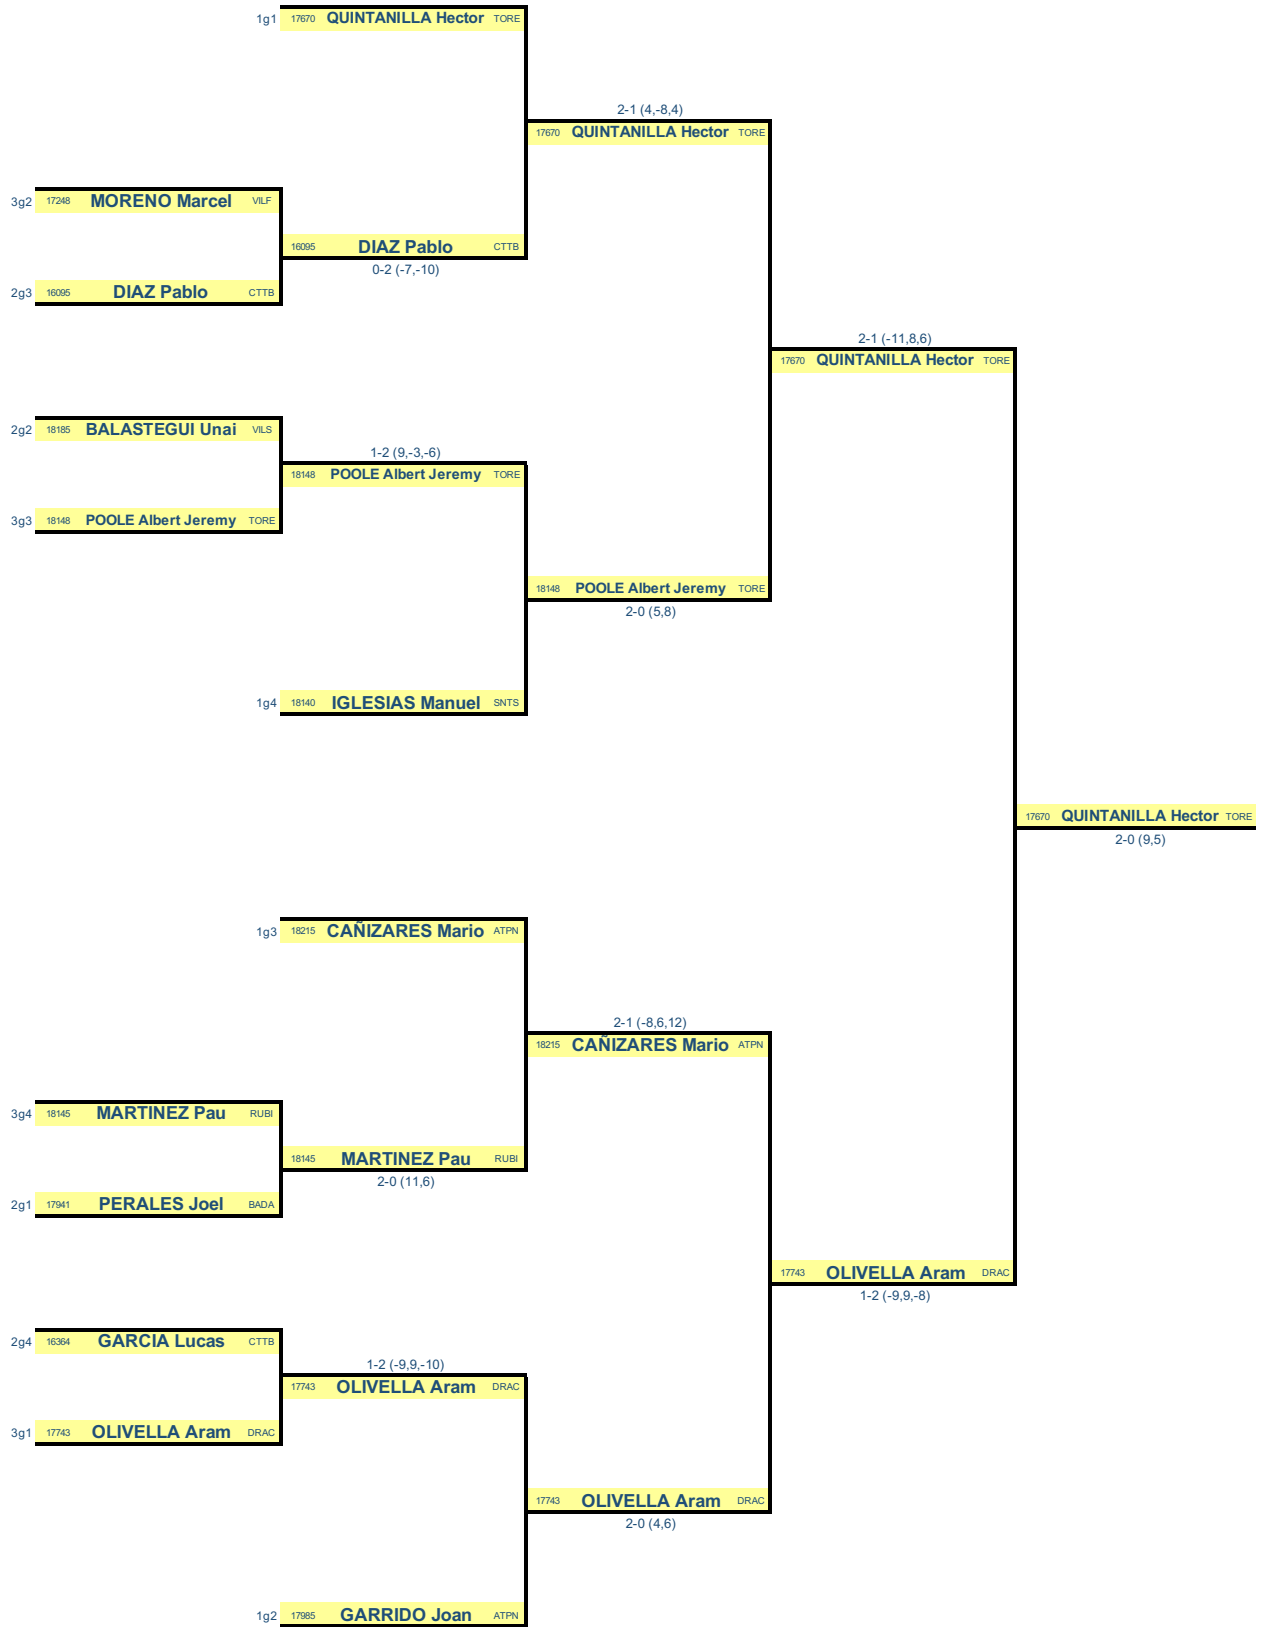 1g1 17670 QUINTANILLA Hector TORE
2-1 (4,-8,4)
17670 QUINTANILLA Hector TORE
3g2 17248 MORENO Marcel VILF
16095 DIAZ Pablo CTTB
0-2 (-7,-10)
2g3 16095 DIAZ Pablo CTTB
2-1 (-11,8,6)
17670 QUINTANILLA Hector TORE
2g2 18185 BALASTEGUI Unai VILS
1-2 (9,-3,-6)
18148 POOLE Albert Jeremy TORE
3g3 18148 POOLE Albert Jeremy TORE
18148 POOLE Albert Jeremy TORE
2-0 (5,8)
1g4 18140 IGLESIAS Manuel SNTS
17670 QUINTANILLA Hector TORE
2-0 (9,5)
1g3 18215 CAÑIZARES Mario ATPN
2-1 (-8,6,12)
18215 CAÑIZARES Mario ATPN
3g4 18145 MARTINEZ Pau RUBI
18145 MARTINEZ Pau RUBI
2-0 (11,6)
2g1 17941 PERALES Joel BADA
17743 OLIVELLA Aram DRAC
1-2 (-9,9,-8)
2g4 16364 GARCIA Lucas CTTB
1-2 (-9,9,-10)
17743 OLIVELLA Aram DRAC
3g1 17743 OLIVELLA Aram DRAC
17743 OLIVELLA Aram DRAC
2-0 (4,6)
1g2 17985 GARRIDO Joan ATPN